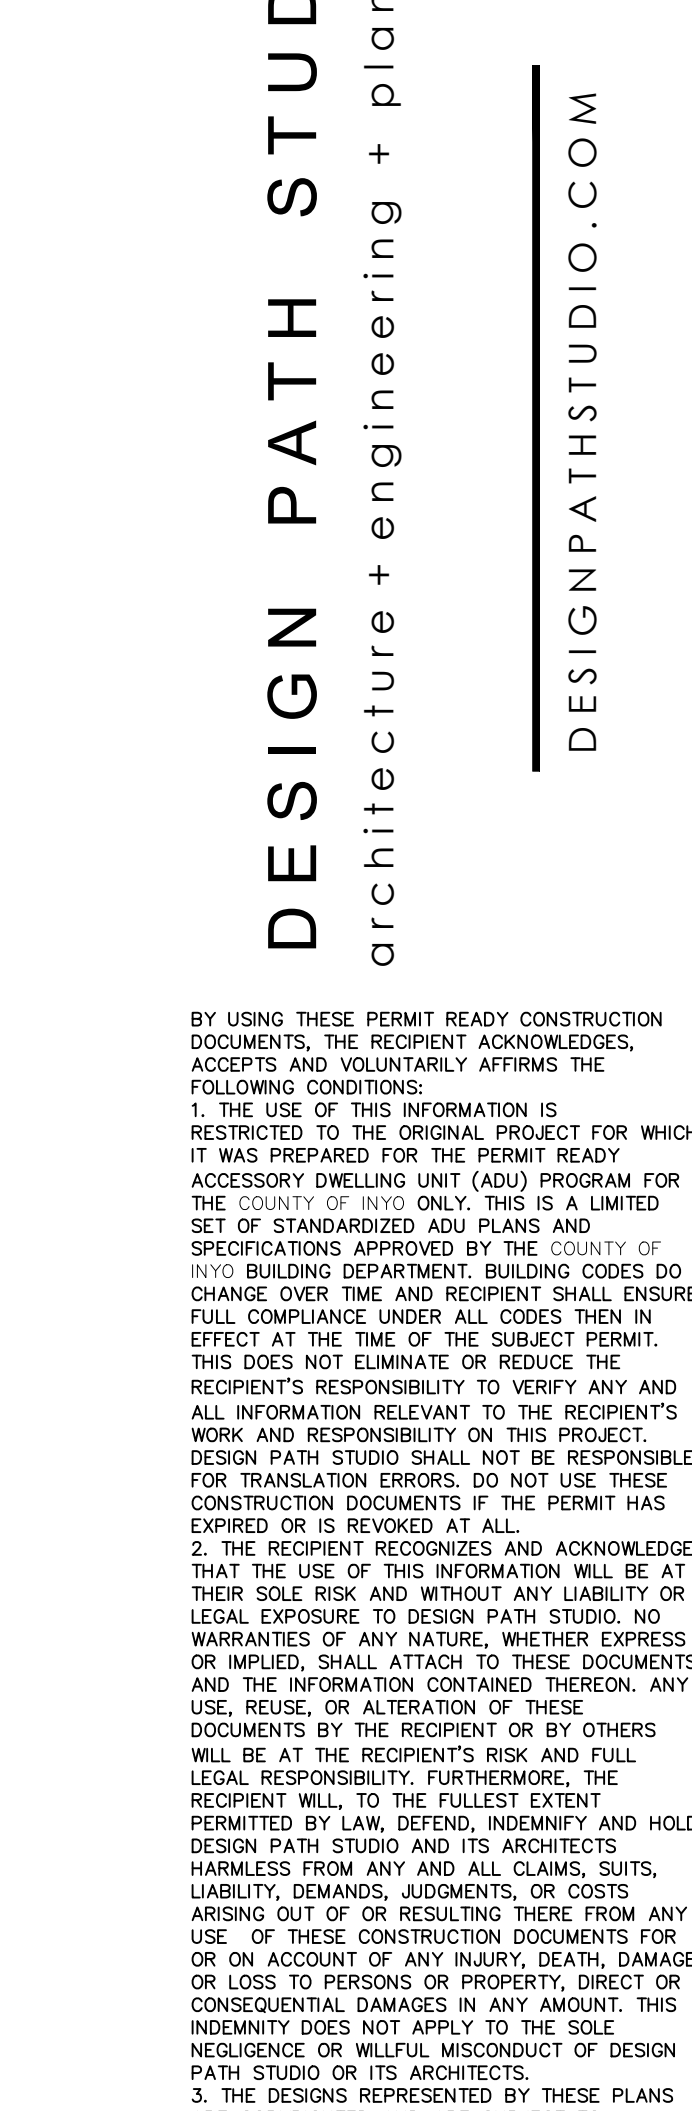 DESIGN PATH
architecture + engineering +
DESIGNPATHSTUDIO.COM
BY USING THESE PERMIT READY CONSTRUCTION
DOCUMENTS, THE RECIPIENT ACKNOWLEDGES,
ACCEPTS AND VOLUNTARILY AFFIRMS THE
FOLLOWING CONDITIONS:
1. THE USE OF THIS INFORMATION IS
RESTRICTED TO THE ORIGINAL PROJECT FOR WHICH
IT WAS PREPARED FOR THE PERMIT READY
ACCESSORY DWELLING UNIT (ADU) PROGRAM FOR
THE COUNTY OF INYO ONLY. THIS IS A LIMITED
SET OF STANDARDIZED ADU PLANS AND
SPECIFICATIONS APPROVED BY THE COUNTY OF
INYO BUILDING DEPARTMENT. BUILDING CODES DO
CHANGE OVER TIME AND RECIPIENT SHALL ENSURE
FULL COMPLIANCE UNDER ALL CODES THEN IN
EFFECT AT THE TIME OF THE SUBJECT PERMIT.
THIS DOES NOT ELIMINATE OR REDUCE THE
RECIPIENT'S RESPONSIBILITY TO VERIFY ANY AND
ALL INFORMATION RELEVANT TO THE RECIPIENT'S
WORK AND RESPONSIBILITY ON THIS PROJECT.
DESIGN PATH STUDIO SHALL NOT BE RESPONSIBLE
FOR TRANSLATION ERRORS. DO NOT USE THESE
CONSTRUCTION DOCUMENTS IF THE PERMIT HAS
EXPIRED OR IS REVOKED AT ALL.
2. THE RECIPIENT RECOGNIZES AND ACKNOWLEDGE
THAT THE USE OF THIS INFORMATION WILL BE AT
THEIR SOLE RISK AND WITHOUT ANY LIABILITY OR
LEGAL EXPOSURE TO DESIGN PATH STUDIO. NO
WARRANTIES OF ANY NATURE, WHETHER EXPRESS
OR IMPLIED, SHALL ATTACH TO THESE DOCUMENTS
AND THE INFORMATION CONTAINED THEREON. ANY
USE, REUSE, OR ALTERATION OF THESE
DOCUMENTS BY THE RECIPIENT OR BY OTHERS
WILL BE AT THE RECIPIENT'S RISK AND FULL
LEGAL RESPONSIBILITY. FURTHERMORE, THE
RECIPIENT WILL, TO THE FULLEST EXTENT
PERMITTED BY LAW, DEFEND, INDEMNIFY AND HOLD
DESIGN PATH STUDIO AND ITS ARCHITECTS
HARMLESS FROM ANY AND ALL CLAIMS, SUITS,
LIABILITY, DEMANDS, JUDGMENTS, OR COSTS
ARISING OUT OF OR RESULTING THERE FROM ANY
USE OF THESE CONSTRUCTION DOCUMENTS FOR
OR ON ACCOUNT OF ANY INJURY, DEATH, DAMAGE
OR LOSS TO PERSONS OR PROPERTY, DIRECT OR
CONSEQUENTIAL DAMAGES IN ANY AMOUNT. THIS
INDEMNITY DOES NOT APPLY TO THE SOLE
NEGLIGENCE OR WILLFUL MISCONDUCT OF DESIGN
PATH STUDIO OR ITS ARCHITECTS.
3. THE DESIGNS REPRESENTED BY THESE PLANS